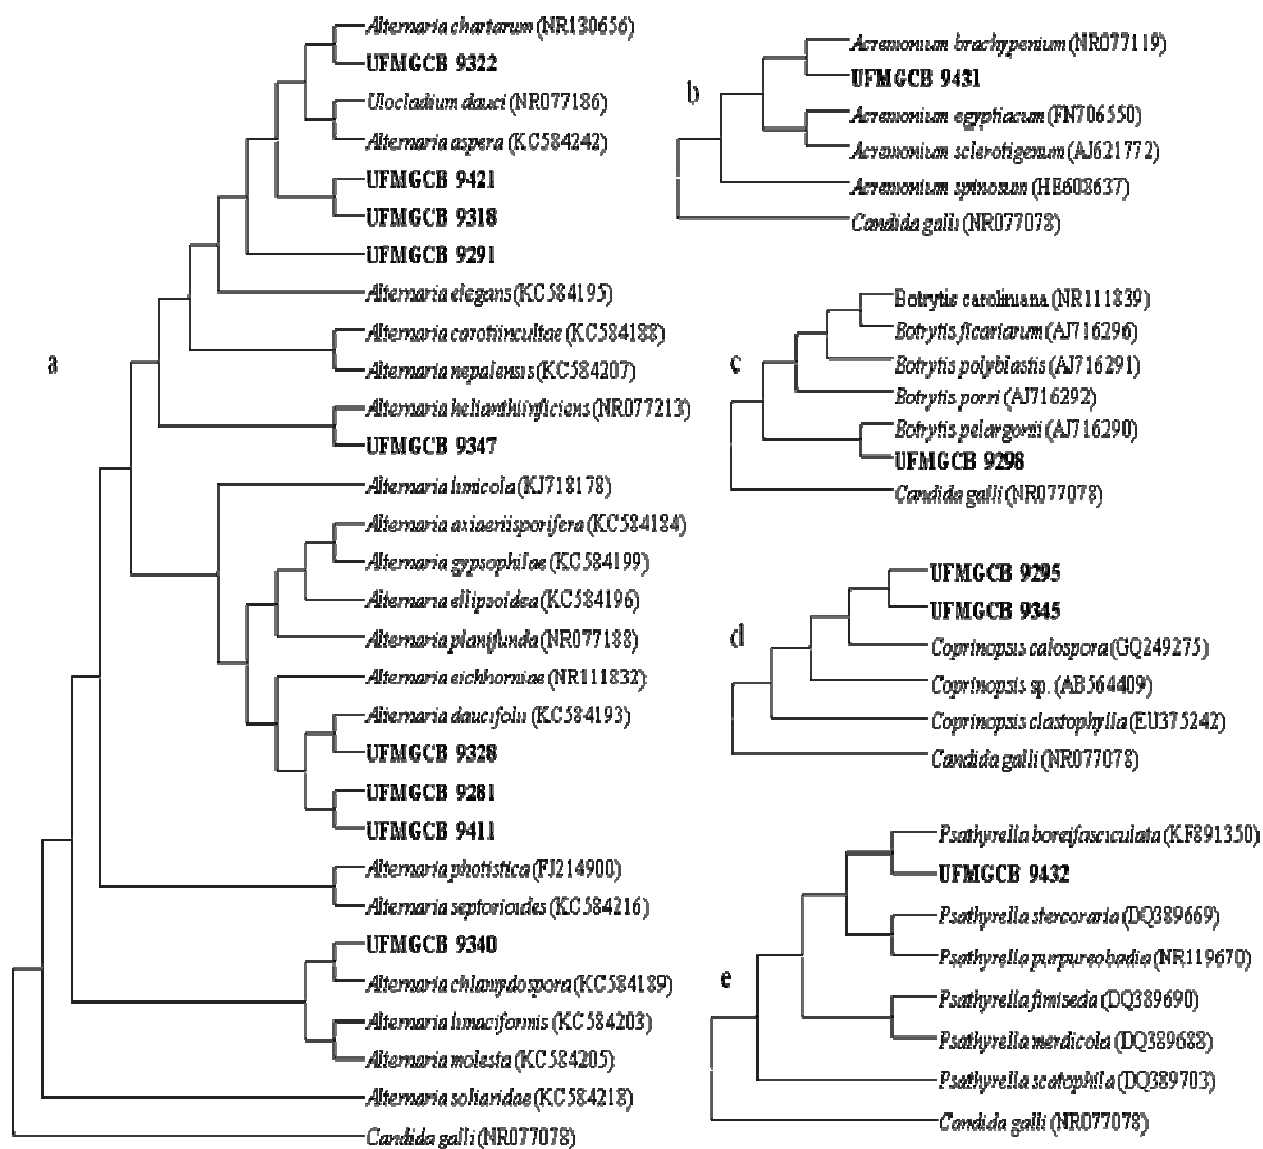 a
Alternaria chartarum (NR130656)
UFMGCB 9322
Ulocladium dauci (NR077186)
Alternaria aspera (KC584242)
UFMGCB 9421
UFMGCB 9318
UFMGCB 9291
Alternaria elegans (KC584195)
Alternaria carotiincultae (KC584188)
Alternaria nepalensis (KC584207)
Alternaria helianthiinficiens (NR077213)
UFMGCB 9347
Alternaria limicola (KJ718178)
Alternaria axiaeriisporifera (KC584184)
Alternaria gypsophilae (KC584199)
Alternaria ellipsoidea (KC584196)
Alternaria planifunda (NR077188)
Alternaria eichhorniae (NR111832)
Alternaria daucifolii (KC584193)
UFMGCB 9328
UFMGCB 9281
UFMGCB 9411
Alternaria photistica (FJ214900)
Alternaria septorioides (KC584216)
UFMGCB 9340
Alternaria chlamydospora (KC584189)
Alternaria limaciformis (KC584203)
Alternaria molesta (KC584205)
Alternaria soliaridae (KC584218)
Candida galli (NR077078)
b
Acremonium brachypenium (NR077119)
UFMGCB 9431
Acremonium egyptiacum (FN706550)
Acremonium sclerotigenum (AJ621772)
Acremonium spinosum (HE608637)
Candida galli (NR077078)
c
Botrytis caroliniana (NR111839)
Botrytis ficariarum (AJ716296)
Botrytis polyblastis (AJ716291)
Botrytis porri (AJ716292)
Botrytis pelargonii (AJ716290)
UFMGCB 9298
Candida galli (NR077078)
d
UFMGCB 9295
UFMGCB 9345
Coprinopsis calospora (GQ249275)
Coprinopsis sp. (AB564409)
Coprinopsis clastophylla (EU375242)
Candida galli (NR077078)
e
Psathyrella boreifasciculata (KF891350)
UFMGCB 9432
Psathyrella stercoraria (DQ389669)
Psathyrella purpureobadia (NR119670)
Psathyrella fimiseda (DQ389690)
Psathyrella merdicola (DQ389688)
Psathyrella scatophila (DQ389703)
Candida galli (NR077078)